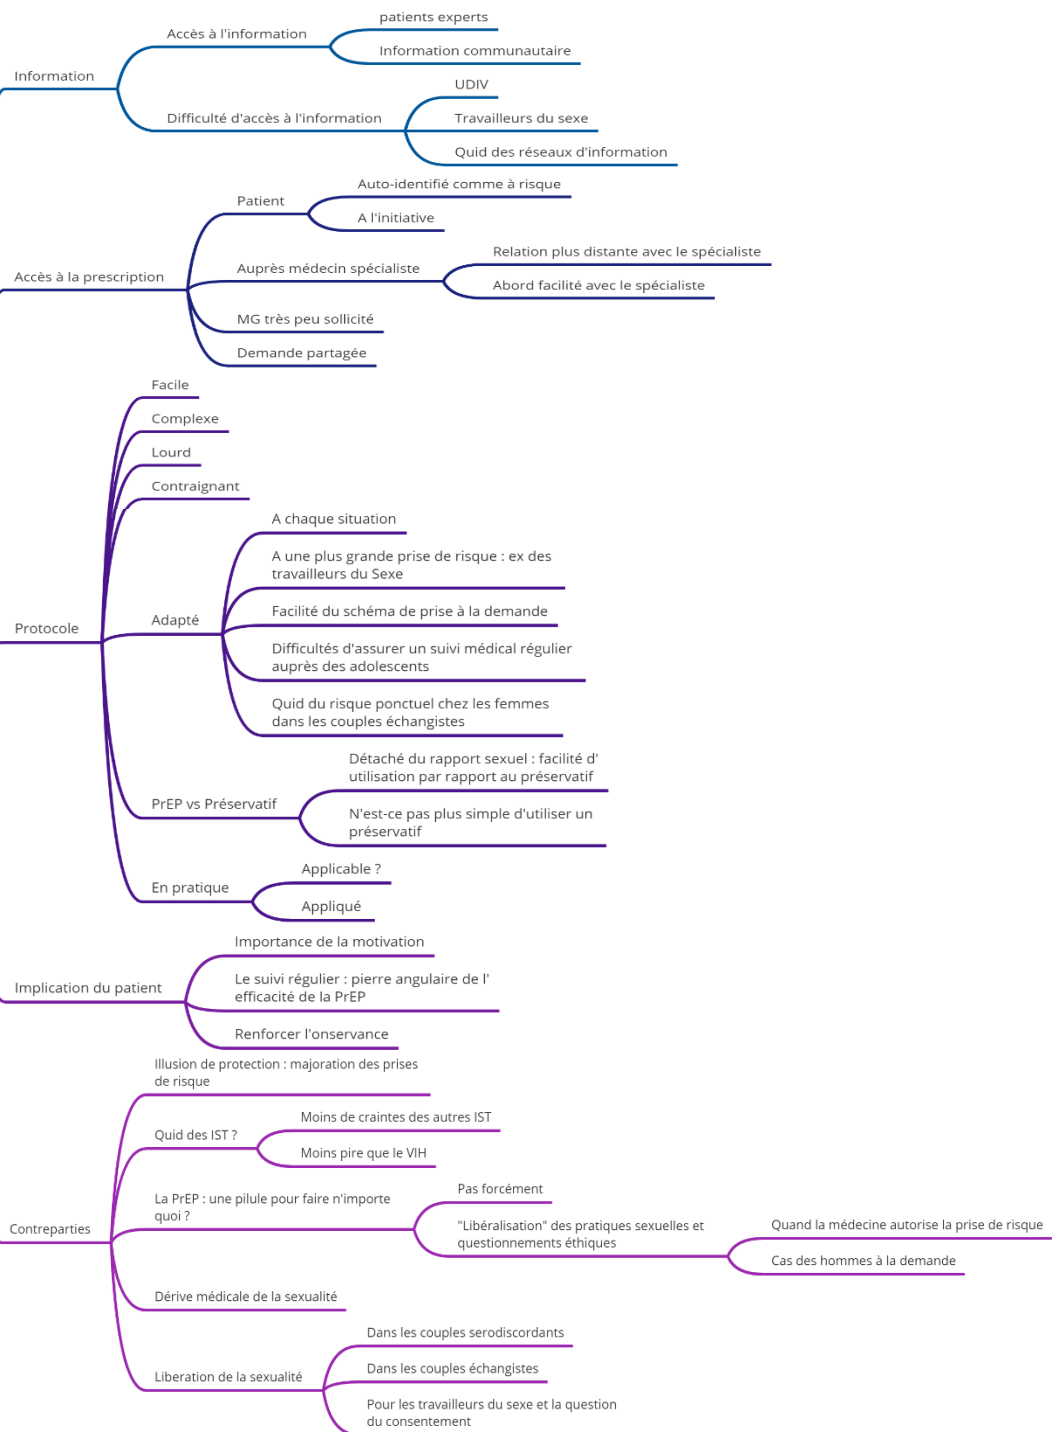 patients experts
Accès à l'information
Information communautaire
Information
UDIV
Difficulté d'accès à l'information
Travailleurs du sexe
Quid des réseaux d'information
Auto-identifié comme à risque
Patient
A l'initiative
Relation plus distante avec le spécialiste
Auprès médecin spécialiste
Accès à la prescription
Abord facilité avec le spécialiste
MG très peu sollicité
Demande partagée
Facile
Complexe
Lourd
Contraignant
A chaque situation
A une plus grande prise de risque : ex des
travailleurs du Sexe
Facilité du schéma de prise à la demande
Adapté
Protocole
Difficultés d'assurer un suivi médical régulier
auprès des adolescents
Quid du risque ponctuel chez les femmes
dans les couples échangistes
Détaché du rapport sexuel : facilité d'
utilisation par rapport au préservatif
PrEP vs Préservatif
N'est-ce pas plus simple d'utiliser un
préservatif
Applicable ?
En pratique
Appliqué
Importance de la motivation
Implication du patient
Le suivi régulier : pierre angulaire de l'
efficacité de la PrEP
Renforcer l'onservance
Illusion de protection : majoration des prises
de risque
Moins de craintes des autres IST
Quid des IST ?
Moins pire que le VIH
Pas forcément
La PrEP : une pilule pour faire n'importe
quoi ?
"Libéralisation" des pratiques sexuelles et
questionnements éthiques
Quand la médecine autorise la prise de risque
Cas des hommes à la demande
Contreparties
Dérive médicale de la sexualité
Dans les couples serodiscordants
Dans les couples échangistes
Liberation de la sexualité
Pour les travailleurs du sexe et la question
du consentement